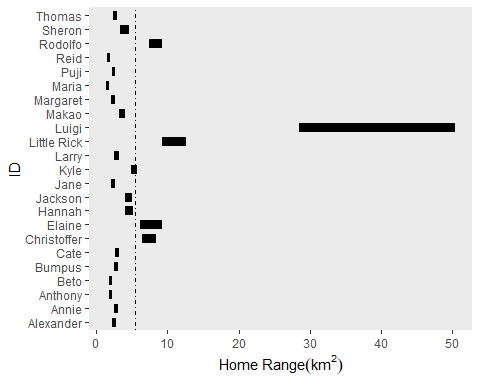 Thomas
Sheron
Rodolfo
Reid
Puji
Maria
Margaret
Makao
Luigi
Little Rick
Larry
Kyle
Jane
Jackson
Hannah
Elaine
Christoffer
Cate
Bumpus
Beto
Anthony
Annie
Alexander
ID
0 10 20 30 40 50
Home Range(km²)